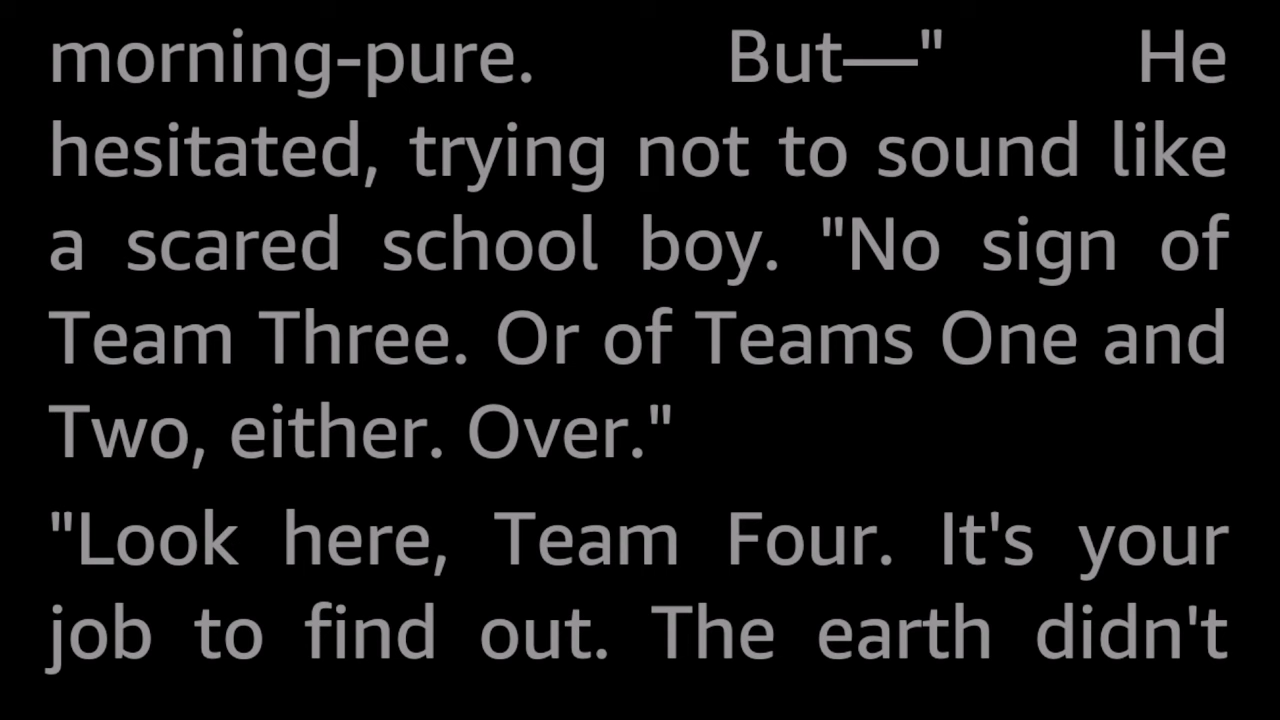 morning-pure. But—" He
hesitated, trying not to sound like
a scared school boy. "No sign of
Team Three. Or of Teams One and
Two, either. Over."
"Look here, Team Four. It's your
job to find out. The earth didn't